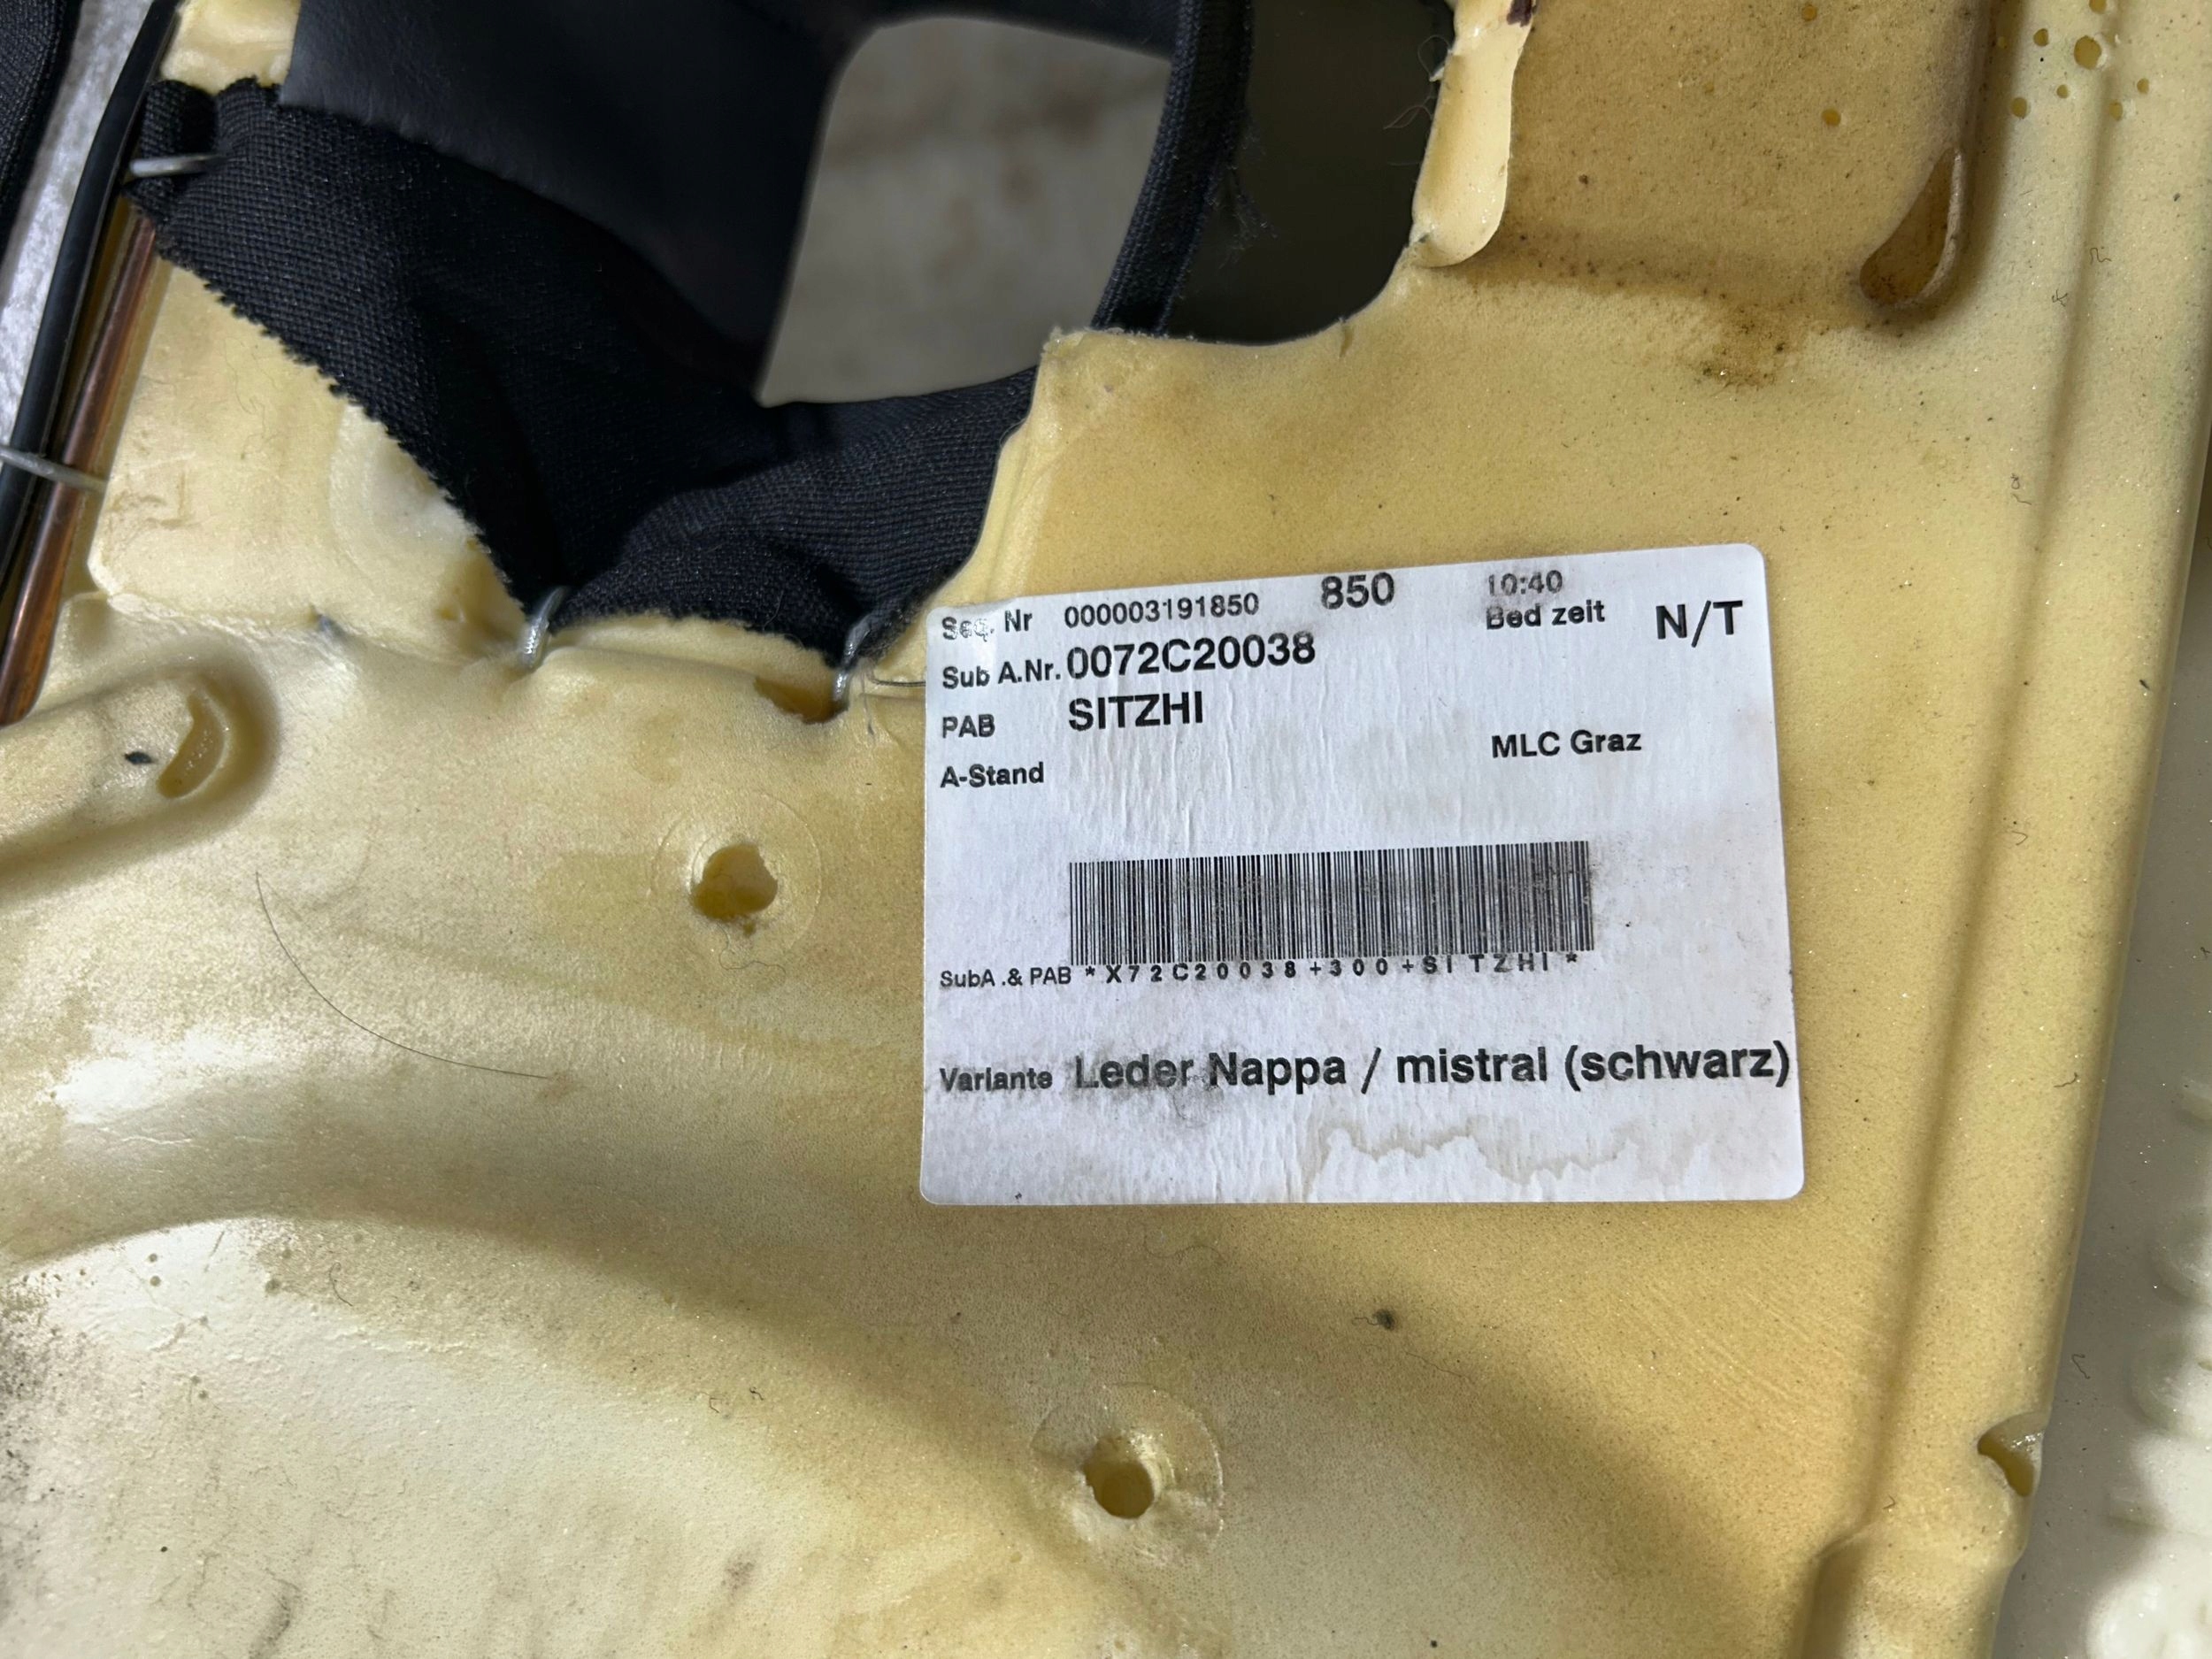 Seq. Nr 000003191850 850 10:40
Bed zeit N/T
Sub A.Nr. 0072C20038
PAB SITZHI
MLC Graz
A-Stand
SubA .& PAB *X72C20038+300+SITZHI*
Variante Leder Nappa / mistral (schwarz)